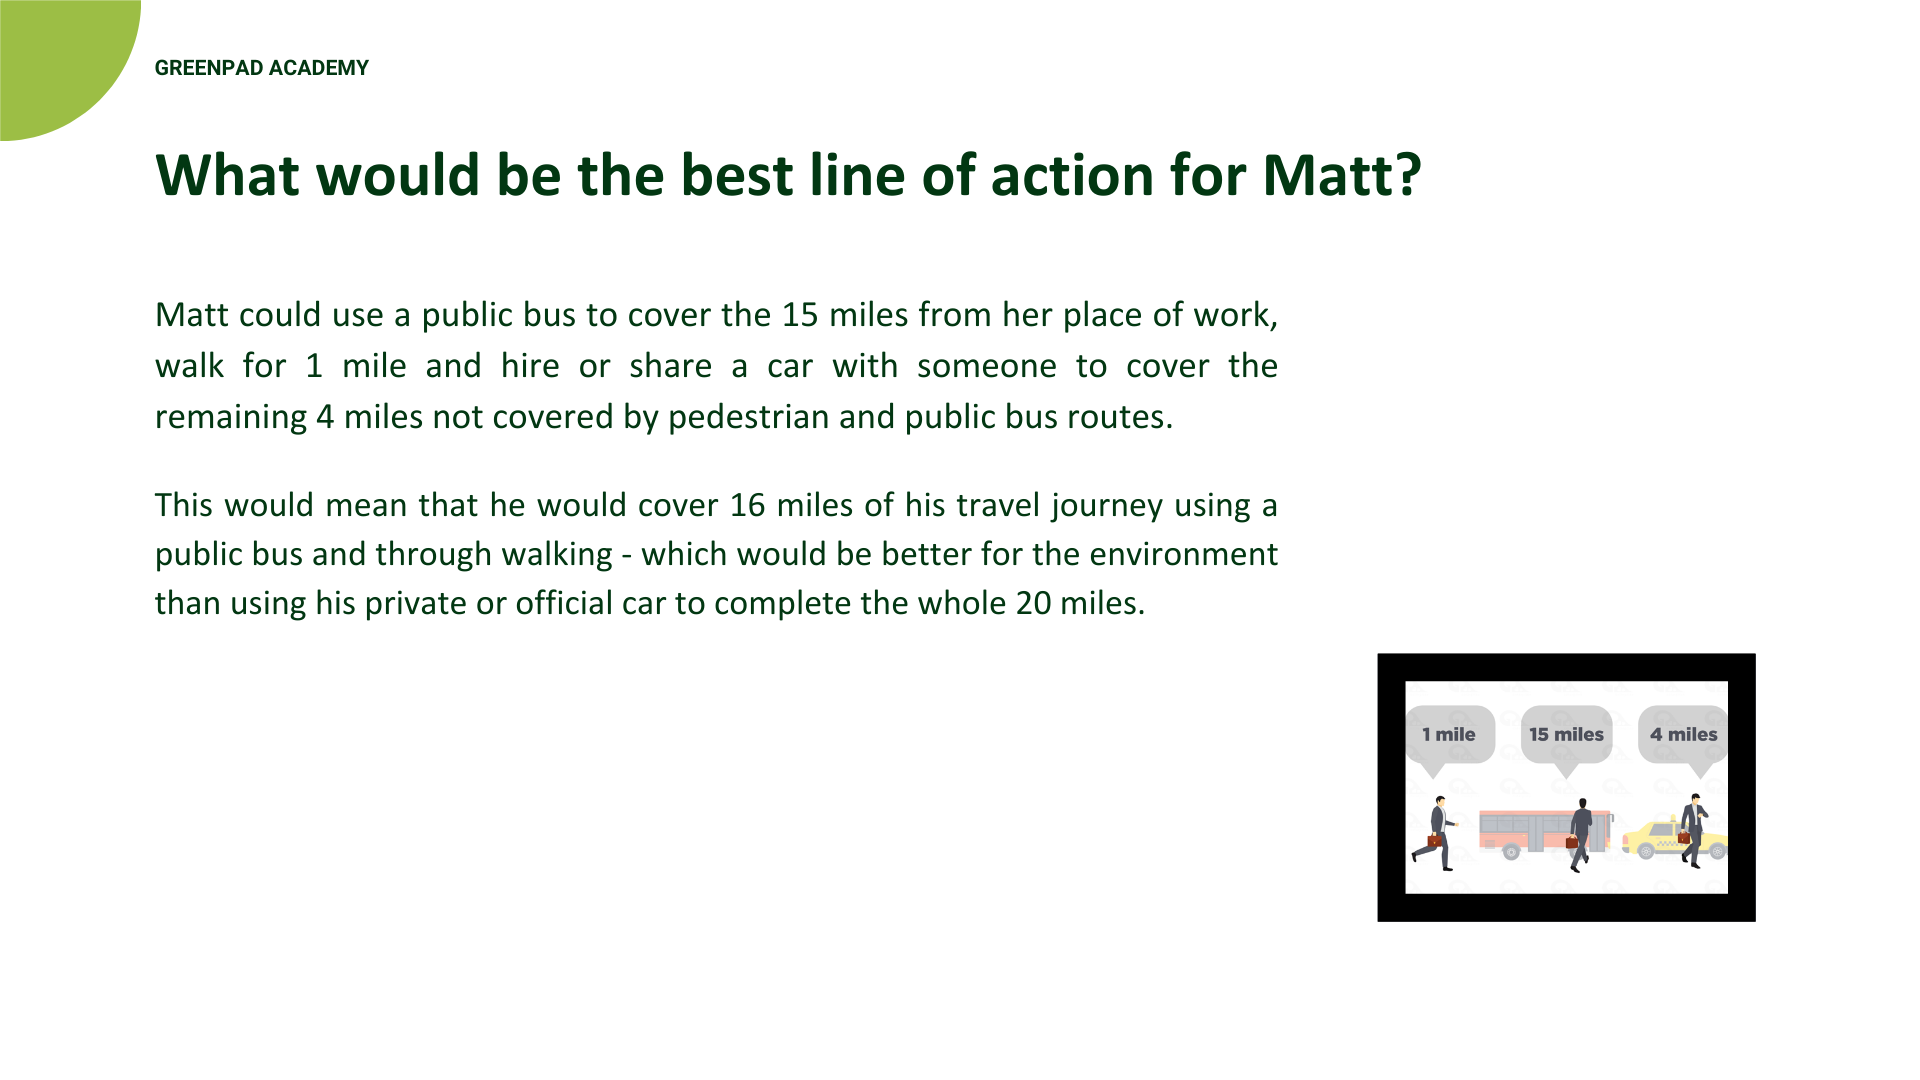 GREENPAD ACADEMY
What would be the best line of action for Matt?
Matt could use a public bus to cover the 15 miles from her place of work,
walk for 1 mile and hire or share a car with someone to cover the
remaining 4 miles not covered by pedestrian and public bus routes.
This would mean that he would cover 16 miles of his travel journey using a
public bus and through walking - which would be better for the environment
than using his private or official car to complete the whole 20 miles.
1 mile
15 miles
4 miles